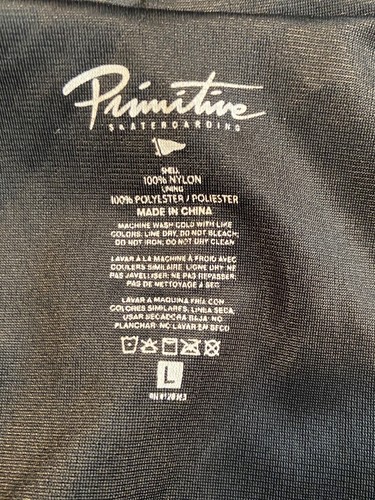 Primitive
SKATEBOARDING
SHELL
100% NYLON
LINING
100% POLYESTER / POLIESTER
MADE IN CHINA
MACHINE WASH COLD WITH LIKE
COLORS; LINE DRY, DO NOT BLEACH;
DO NOT IRON; DO NOT DRY CLEAN
LAVAR A LA MACHINE A FROID AVEC
COULERS SIMILAIRE, LIGNE DRY; NE
PAS JAVELLISER; NE PAS REPASSER;
PAS DE NETTOYAGE A SEC
LAVAR A MAQUINA FRIA CON
COLORES SIMILARES; LINEA SECA,
USAR SECADORA BAJA; NO
PLANCHAR; NO LAVAR EN SECO
L